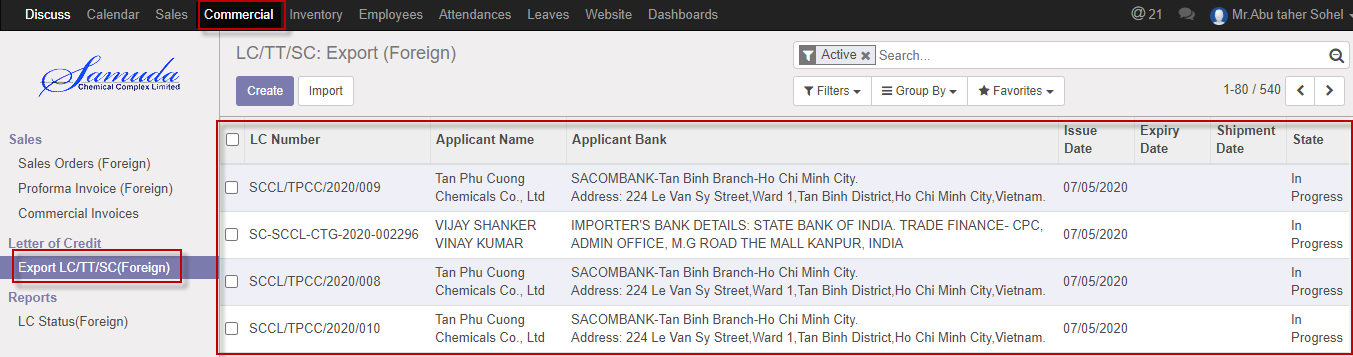 Discuss Calendar Sales Commercial Inventory Employees Attendances Leaves Website Dashboards @ 21 Mr.Abu taher Sohel
Samuda
Chemical Complex Limited
Sales
Sales Orders (Foreign)
Proforma Invoice (Foreign)
Commercial Invoices
Letter of Credit
Export LC/TT/SC(Foreign)
Reports
LC Status(Foreign)
LC/TT/SC: Export (Foreign)
Active Search...
Create Import
Filters Group By Favorites 1-80 / 540
LC Number Applicant Name Applicant Bank Issue Date Expiry Date Shipment Date State
SCCL/TPCC/2020/009 Tan Phu Cuong SACOMBANK-Tan Binh Branch-Ho Chi Minh City. 07/05/2020 In
Chemicals Co., Ltd Address: 224 Le Van Sy Street,Ward 1,Tan Binh District,Ho Chi Minh City,Vietnam. Progress
SC-SCCL-CTG-2020-002296 VIJAY SHANKER IMPORTER'S BANK DETAILS: STATE BANK OF INDIA. TRADE FINANCE- CPC, 07/05/2020 In
VINAY KUMAR ADMIN OFFICE, M.G ROAD THE MALL KANPUR, INDIA Progress
SCCL/TPCC/2020/008 Tan Phu Cuong SACOMBANK-Tan Binh Branch-Ho Chi Minh City. 07/05/2020 In
Chemicals Co., Ltd Address: 224 Le Van Sy Street,Ward 1,Tan Binh District,Ho Chi Minh City,Vietnam. Progress
SCCL/TPCC/2020/010 Tan Phu Cuong SACOMBANK-Tan Binh Branch-Ho Chi Minh City. 07/05/2020 In
Chemicals Co., Ltd Address: 224 Le Van Sy Street,Ward 1,Tan Binh District,Ho Chi Minh City,Vietnam. Progress